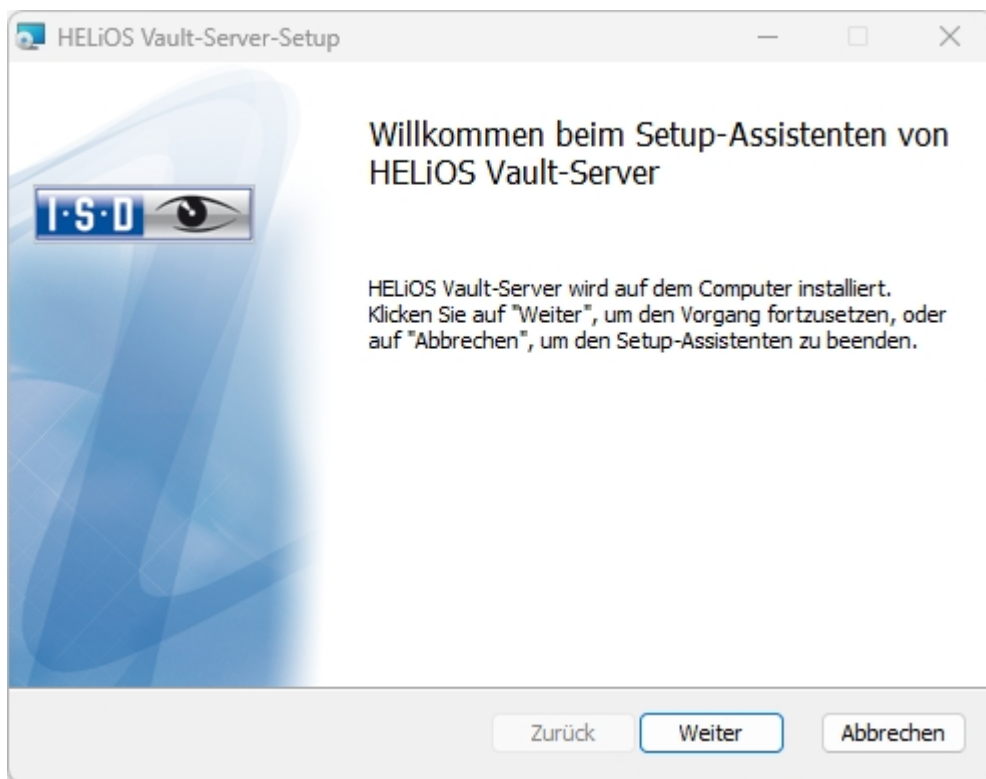 HELiOS Vault-Server-Setup
Willkommen beim Setup-Assistenten von
HELiOS Vault-Server
I·S·D
HELiOS Vault-Server wird auf dem Computer installiert.
Klicken Sie auf "Weiter", um den Vorgang fortzusetzen, oder
auf "Abbrechen", um den Setup-Assistenten zu beenden.
Zurück Weiter Abbrechen